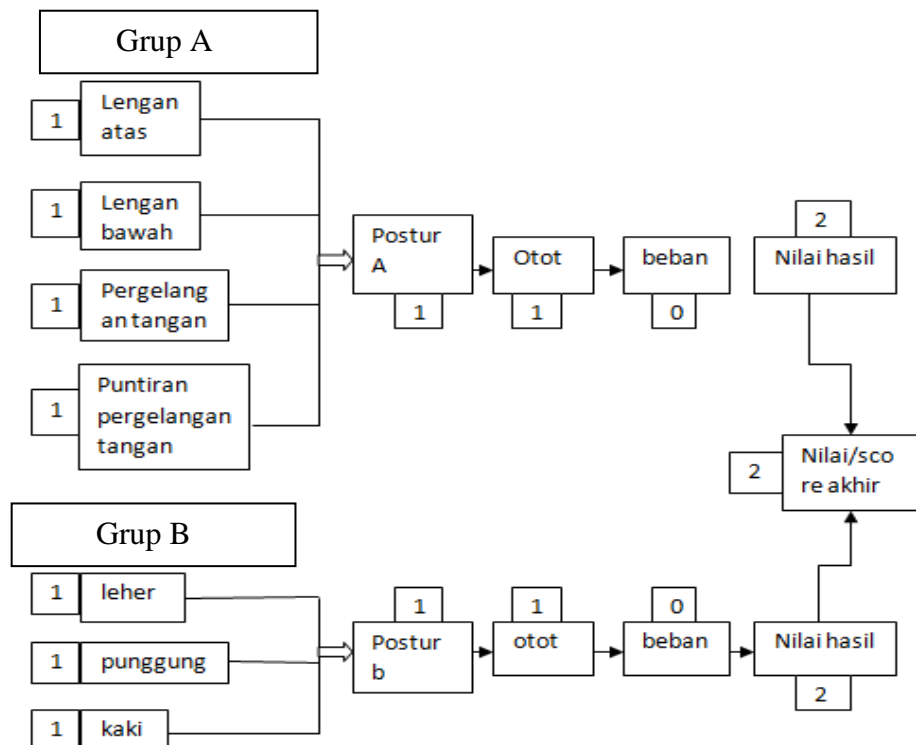 Grup A
1
Lengan
atas
1
Lengan
bawah
1
Pergelang
an tangan
1
Puntiran
pergelangan
tangan
Postur
A
1
Otot
1
beban
0
2
Nilai hasil
2
Nilai/sco
re akhir
Grup B
1
leher
1
punggung
1
kaki
1
Postur
b
1
otot
0
beban
Nilai hasil
2